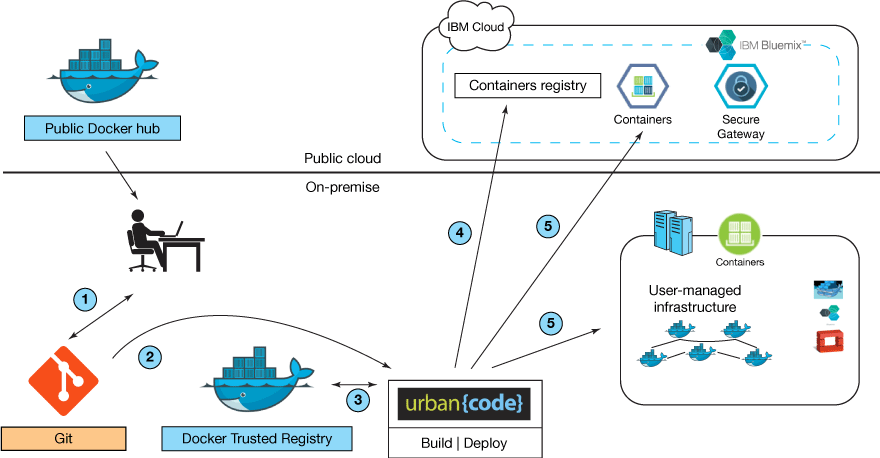 IBM Cloud
IBM Bluemix™
Containers registry
Containers
Secure
Gateway
Public Docker hub
Public cloud
On-premise
4
5
Containers
1
User-managed
infrastructure
5
2
3
urban{code}
Git
Docker Trusted Registry
Build | Deploy